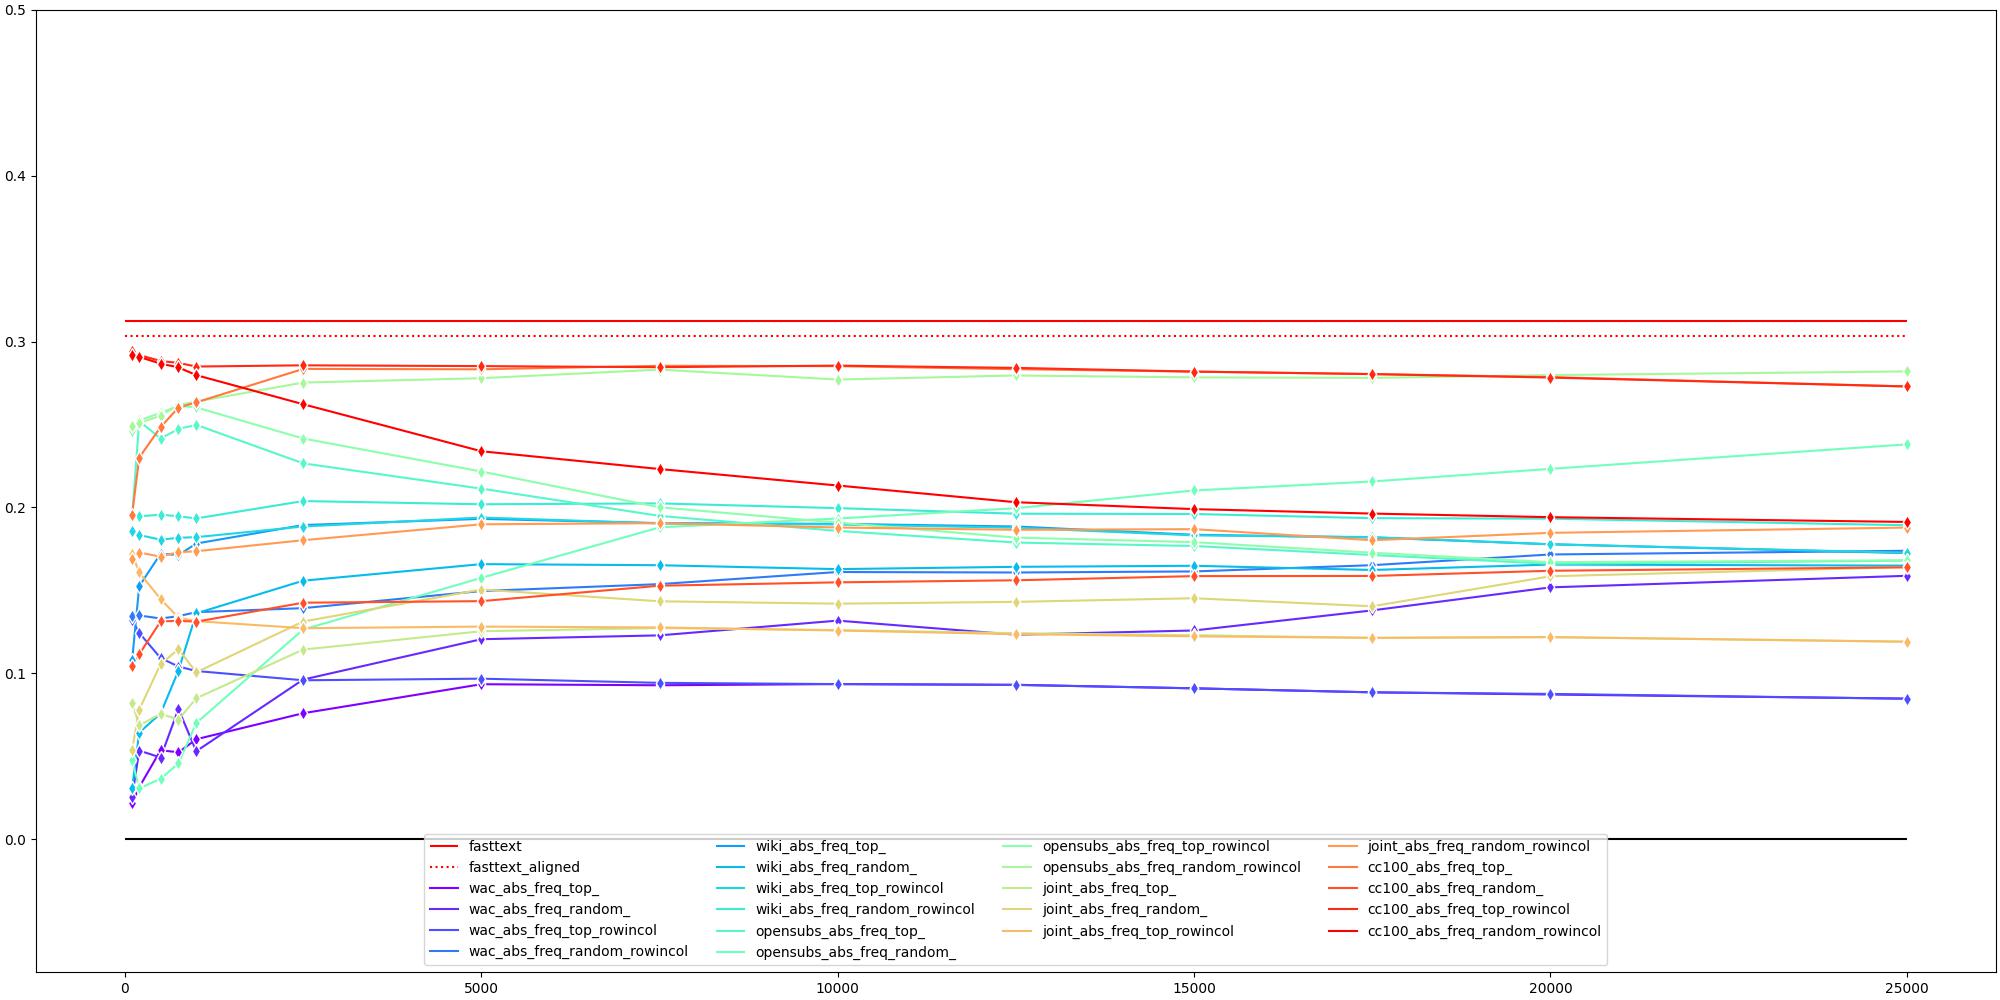 0.5
0.4
0.3
0.2
0.1
0.0
fasttext
fasttext_aligned
wac_abs_freq_top_
wac_abs_freq_random_
wac_abs_freq_top_rowincol
wac_abs_freq_random_rowincol
wiki_abs_freq_top_
wiki_abs_freq_random_
wiki_abs_freq_top_rowincol
wiki_abs_freq_random_rowincol
opensubs_abs_freq_top_
opensubs_abs_freq_random_
opensubs_abs_freq_top_rowincol
opensubs_abs_freq_random_rowincol
joint_abs_freq_top_
joint_abs_freq_random_
joint_abs_freq_top_rowincol
joint_abs_freq_random_rowincol
cc100_abs_freq_top_
cc100_abs_freq_random_
cc100_abs_freq_top_rowincol
cc100_abs_freq_random_rowincol
0
5000
10000
15000
20000
25000